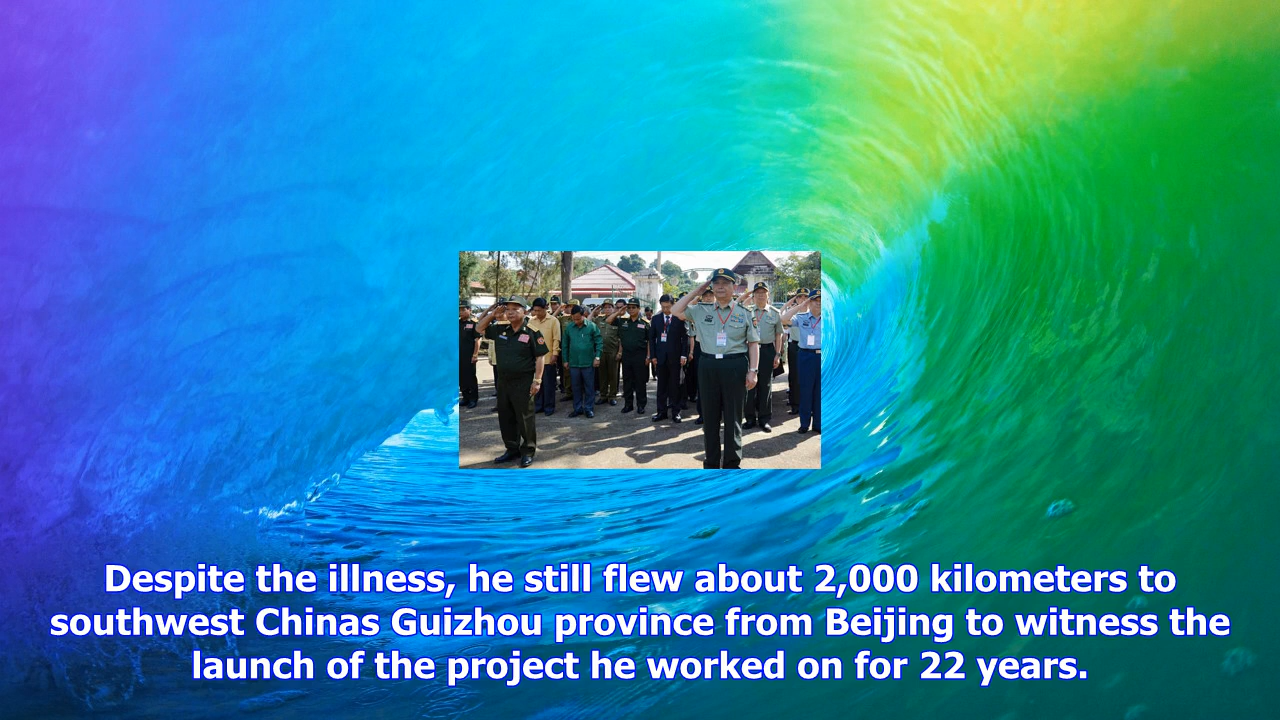 Despite the illness, he still flew about 2,000 kilometers to
southwest Chinas Guizhou province from Beijing to witness the
launch of the project he worked on for 22 years.